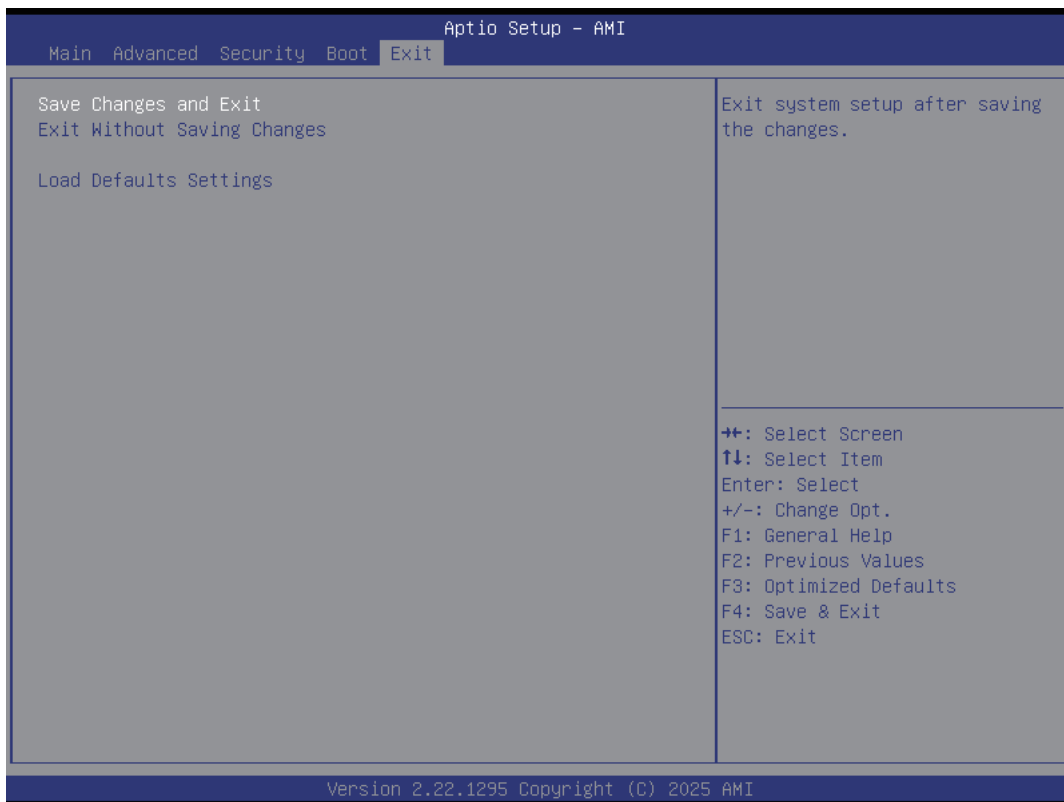 Aptio Setup – AMI
Main Advanced Security Boot Exit
Save Changes and Exit
Exit Without Saving Changes
Load Defaults Settings
Exit system setup after saving
the changes.
→←: Select Screen
↑↓: Select Item
Enter: Select
+/-: Change Opt.
F1: General Help
F2: Previous Values
F3: Optimized Defaults
F4: Save & Exit
ESC: Exit
Version 2.22.1295 Copyright (C) 2025 AMI